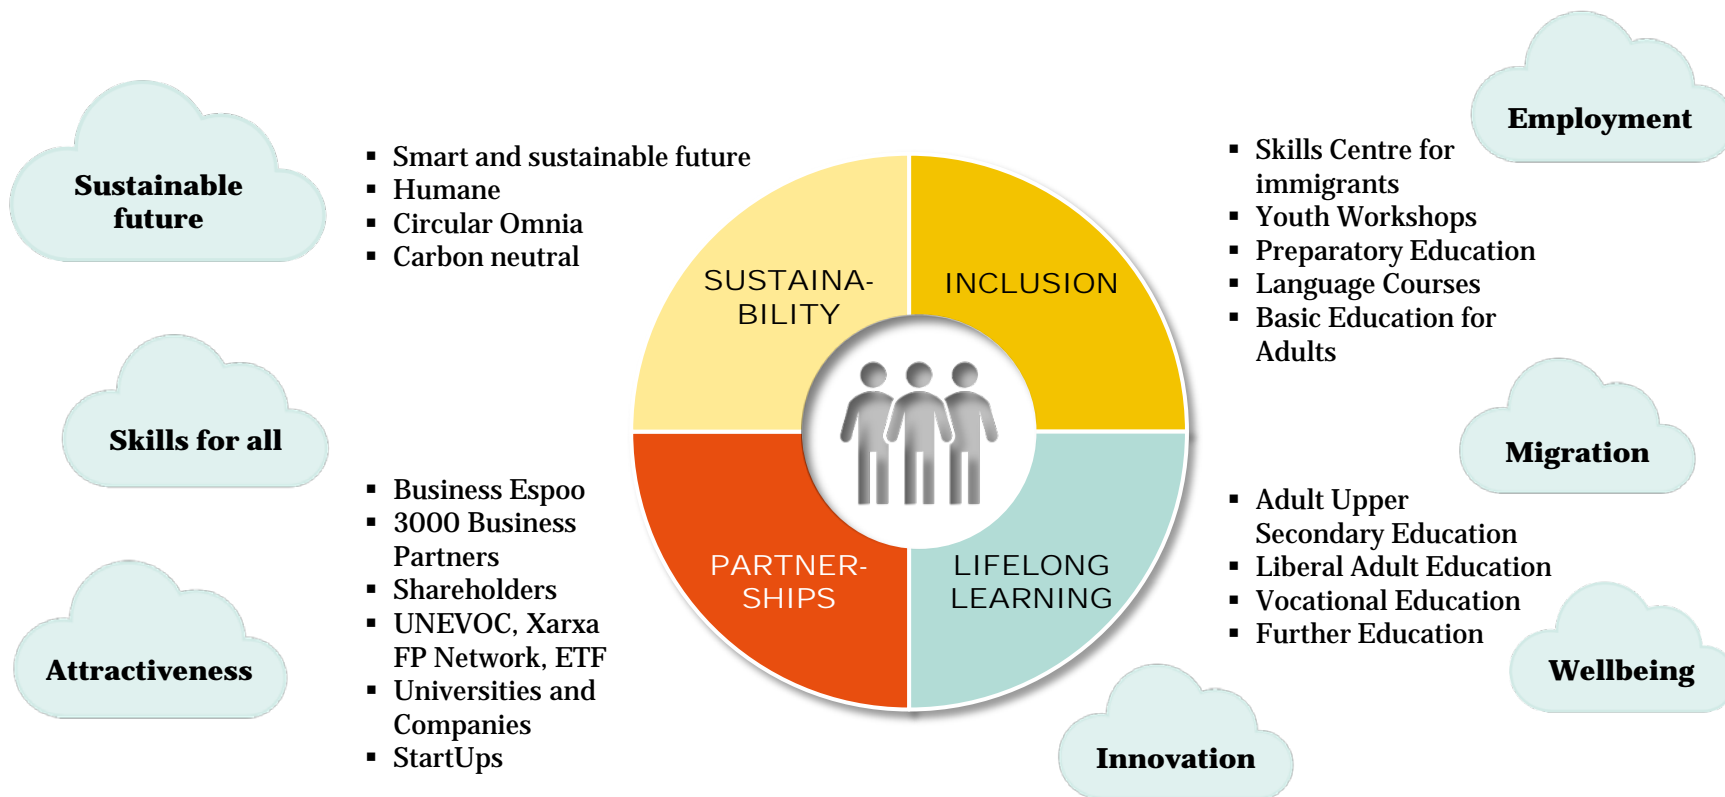 Sustainable
future
▪ Smart and sustainable future
▪ Humane
▪ Circular Omnia
▪ Carbon neutral
Skills for all
▪ Business Espoo
▪ 3000 Business
Partners
▪ Shareholders
▪ UNEVOC, Xarxa
FP Network, ETF
▪ Universities and
Companies
▪ StartUps
Attractiveness
SUSTAINA-
BILITY
INCLUSION
PARTNER-
SHIPS
LIFELONG
LEARNING
Employment
▪ Skills Centre for
immigrants
▪ Youth Workshops
▪ Preparatory Education
▪ Language Courses
▪ Basic Education for
Adults
Migration
▪ Adult Upper
Secondary Education
▪ Liberal Adult Education
▪ Vocational Education
▪ Further Education
Wellbeing
Innovation